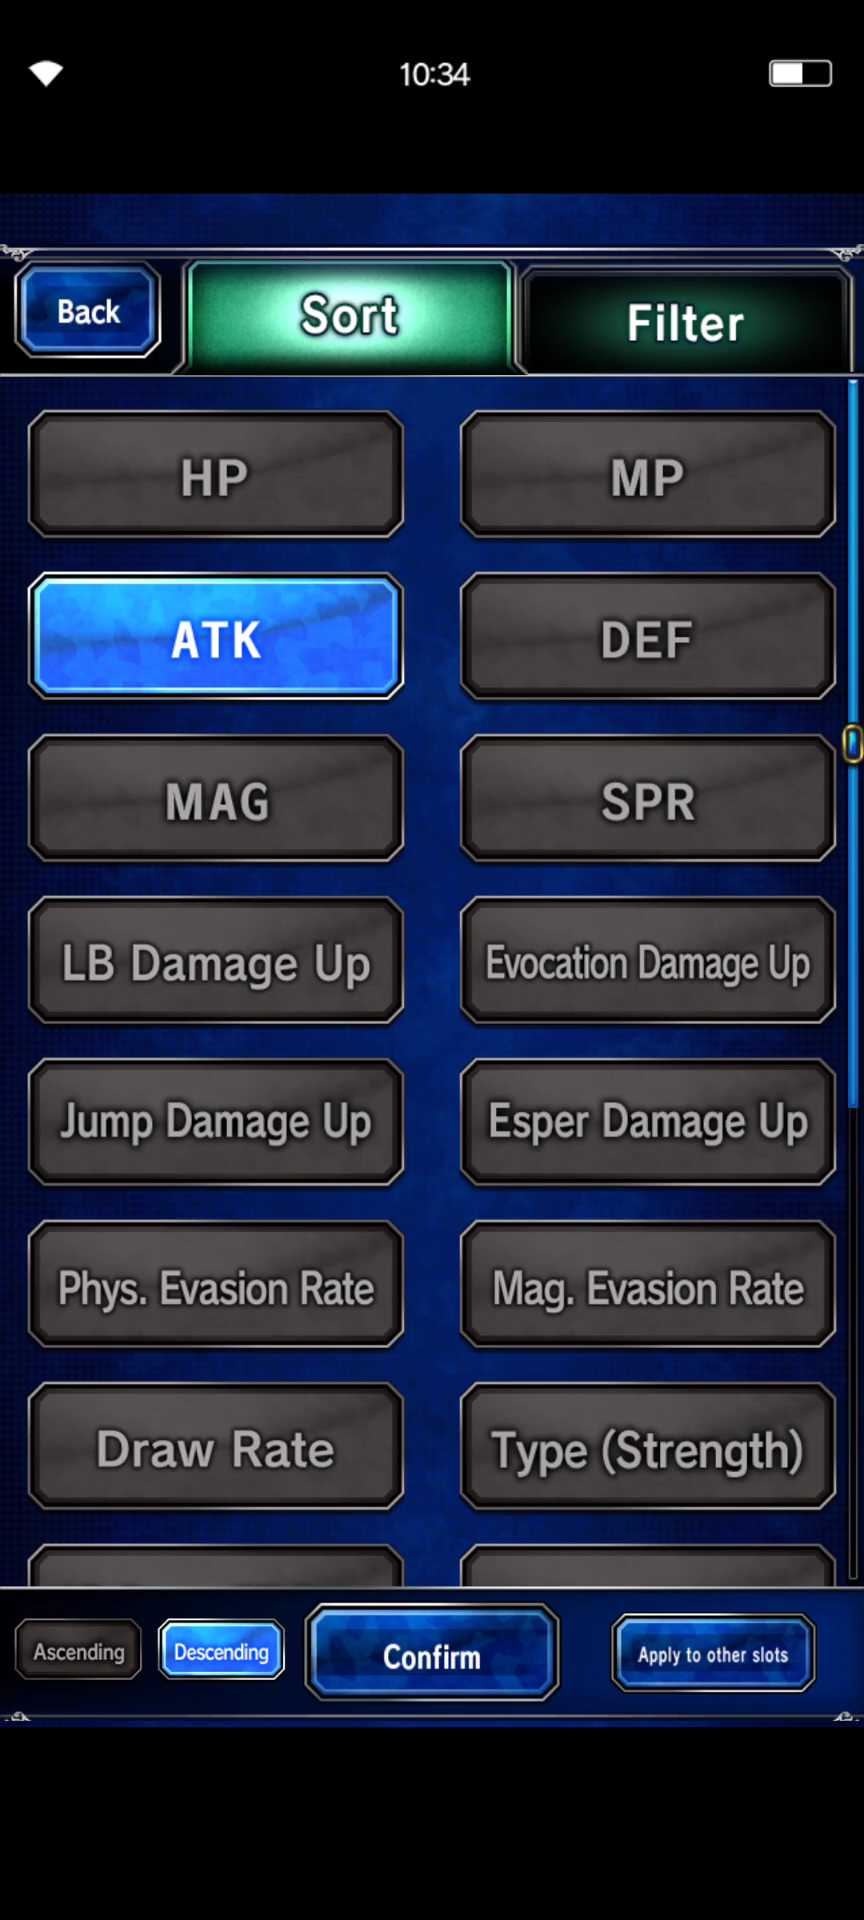 10:34
Back
Sort
Filter
HP
MP
ATK
DEF
MAG
SPR
LB Damage Up
Evocation Damage Up
Jump Damage Up
Esper Damage Up
Phys. Evasion Rate
Mag. Evasion Rate
Draw Rate
Type (Strength)
Ascending
Descending
Confirm
Apply to other slots